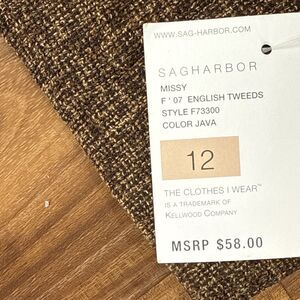 WWW.SAG-HARBOR.COM
SAGHARBOR
MISSY
F ' 07 ENGLISH TWEEDS
STYLE F73300
COLOR JAVA
12
THE CLOTHES I WEAR™
IS A TRADEMARK OF
KELLWOOD COMPANY
MSRP $58.00